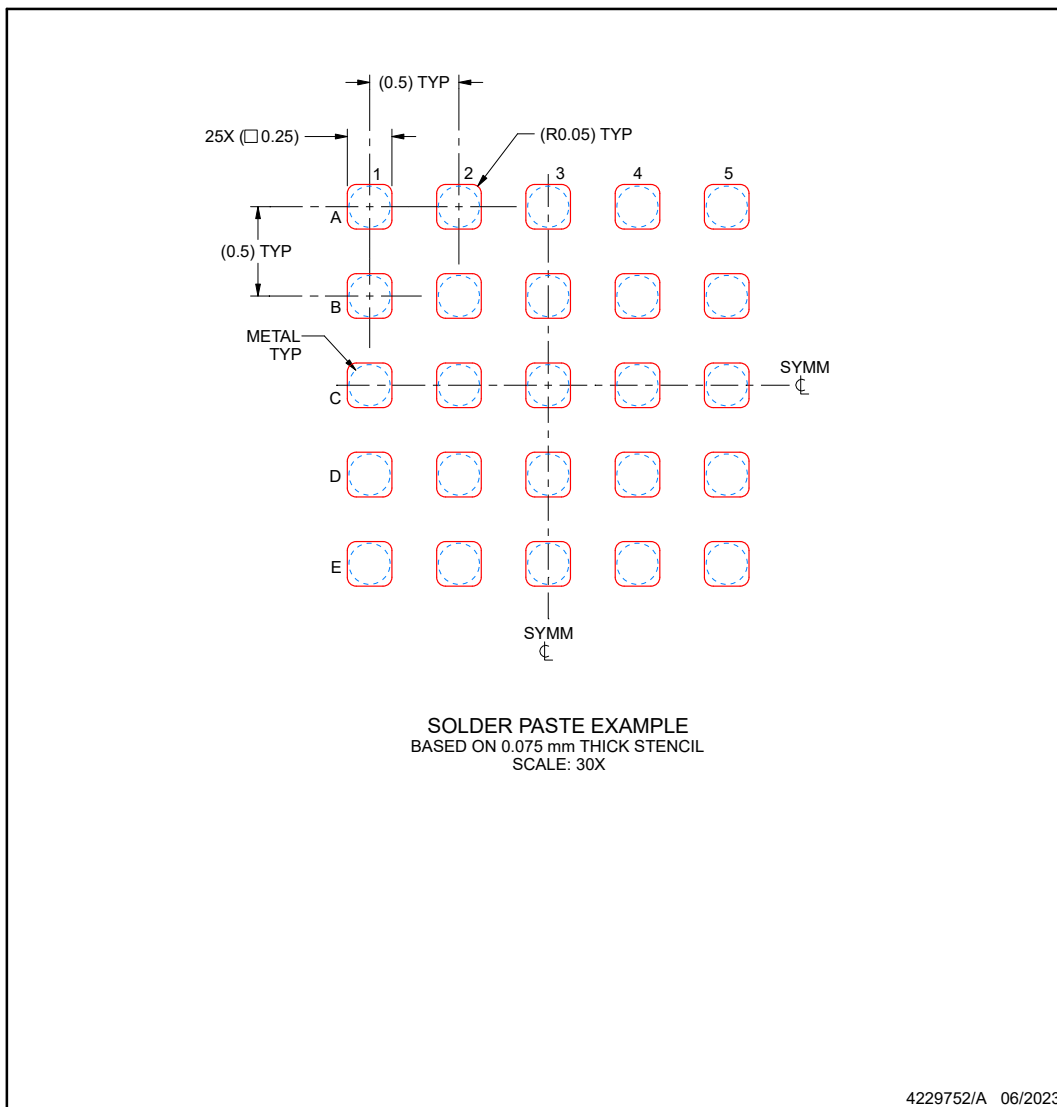 (0.5) TYP
25X (□0.25)
(R0.05) TYP
1
2
3
4
5
A
(0.5) TYP
B
METAL
TYP
SYMM
℄
C
D
E
SYMM
℄
SOLDER PASTE EXAMPLE
BASED ON 0.075 mm THICK STENCIL
SCALE: 30X
4229752/A 06/2023